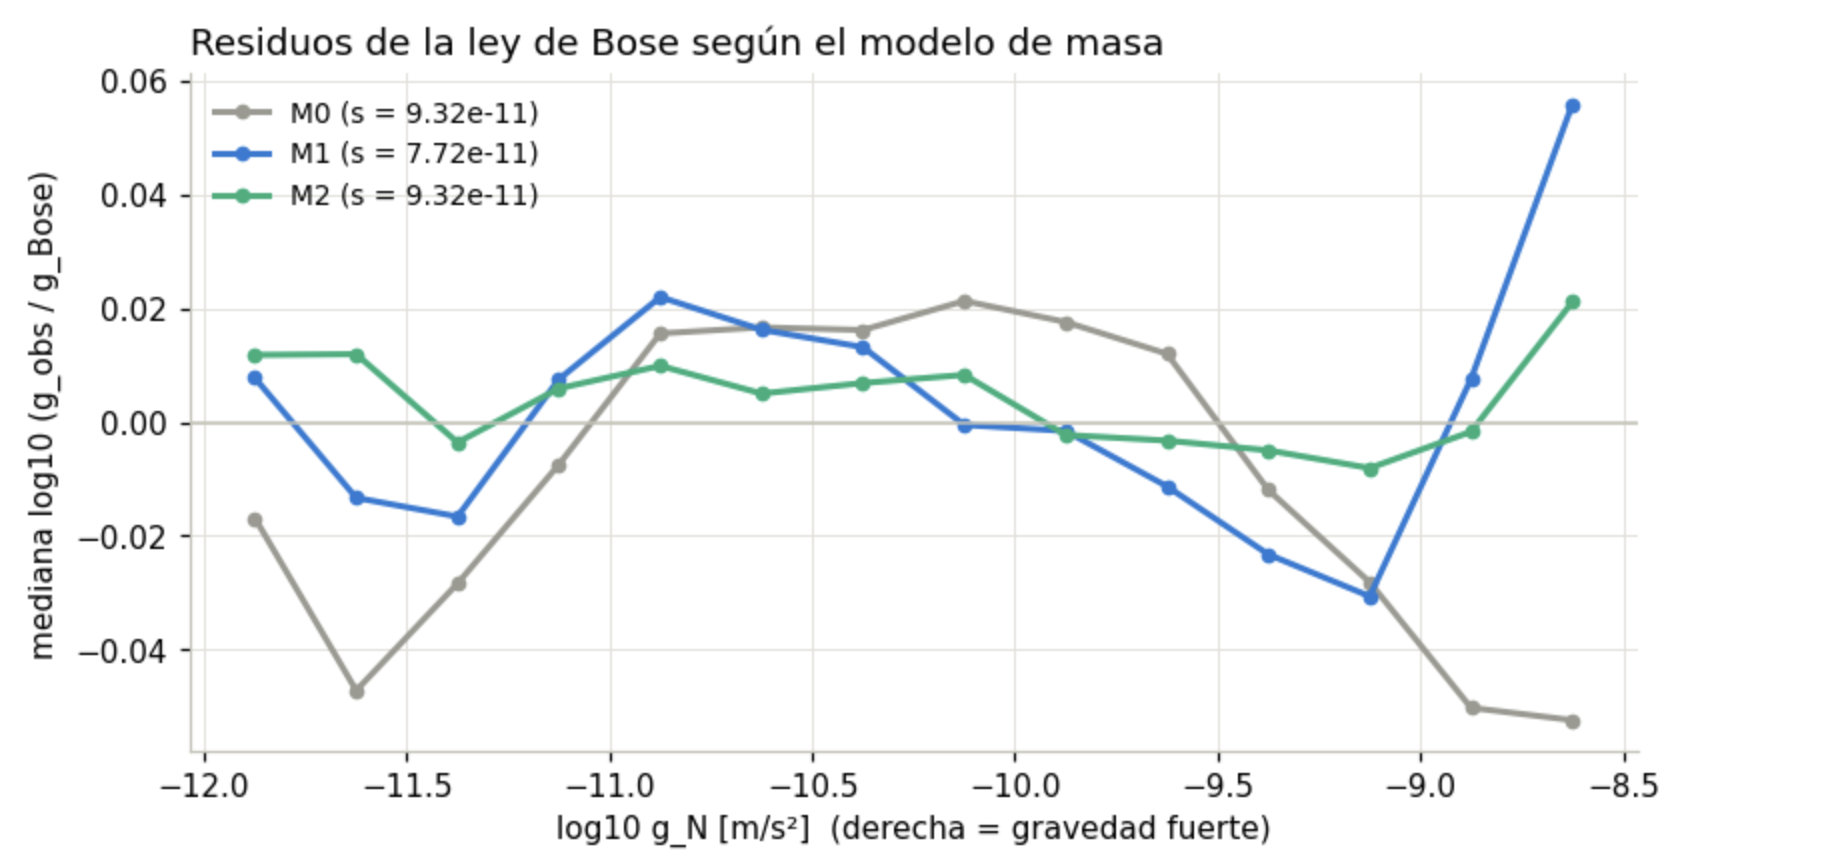 Residuos de la ley de Bose según el modelo de masa
0.06
0.04
0.02
0.00
−0.02
−0.04
mediana log10 (g_obs / g_Bose)
M0 (s = 9.32e-11)
M1 (s = 7.72e-11)
M2 (s = 9.32e-11)
−12.0 −11.5 −11.0 −10.5 −10.0 −9.5 −9.0 −8.5
log10 g_N [m/s²] (derecha = gravedad fuerte)